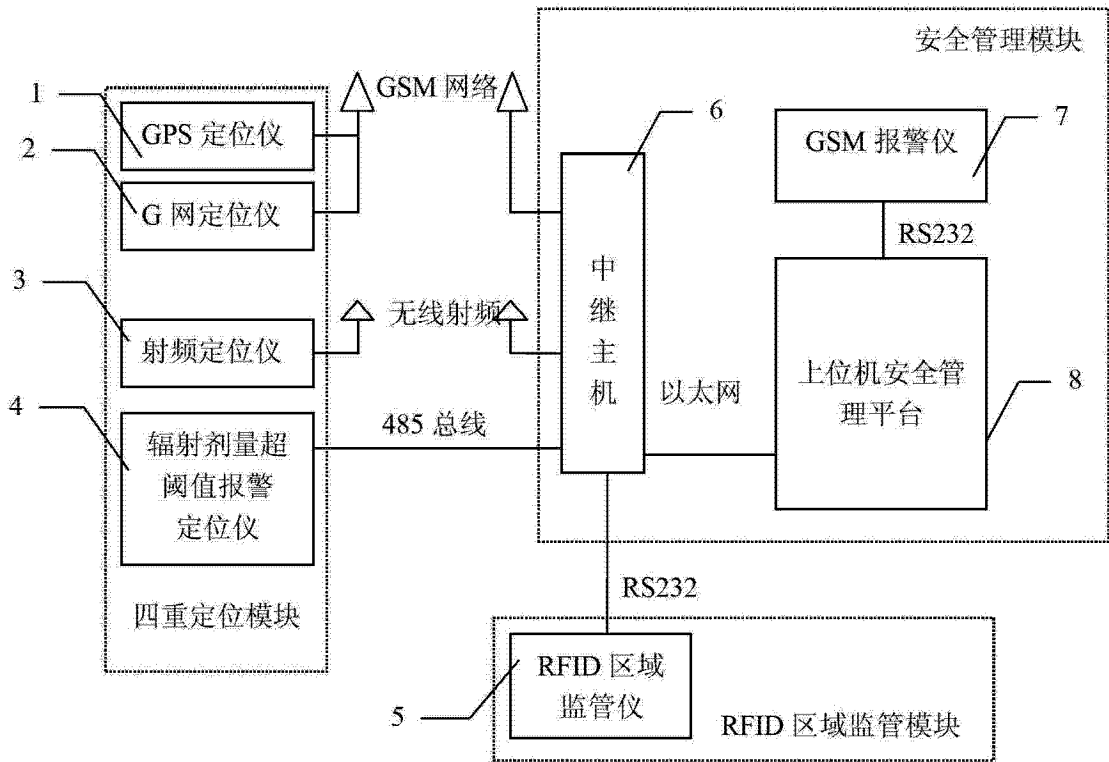 安全管理模块
GSM 网络
1
GPS 定位仪
2
G 网定位仪
3
射频定位仪
无线射频
4
辐射剂量超
阈值报警
定位仪
485 总线
四重定位模块
6
中
继
主
机
7
GSM 报警仪
RS232
以太网
上位机安全管
理平台
8
RS232
5
RFID 区域
监管仪
RFID 区域监管模块